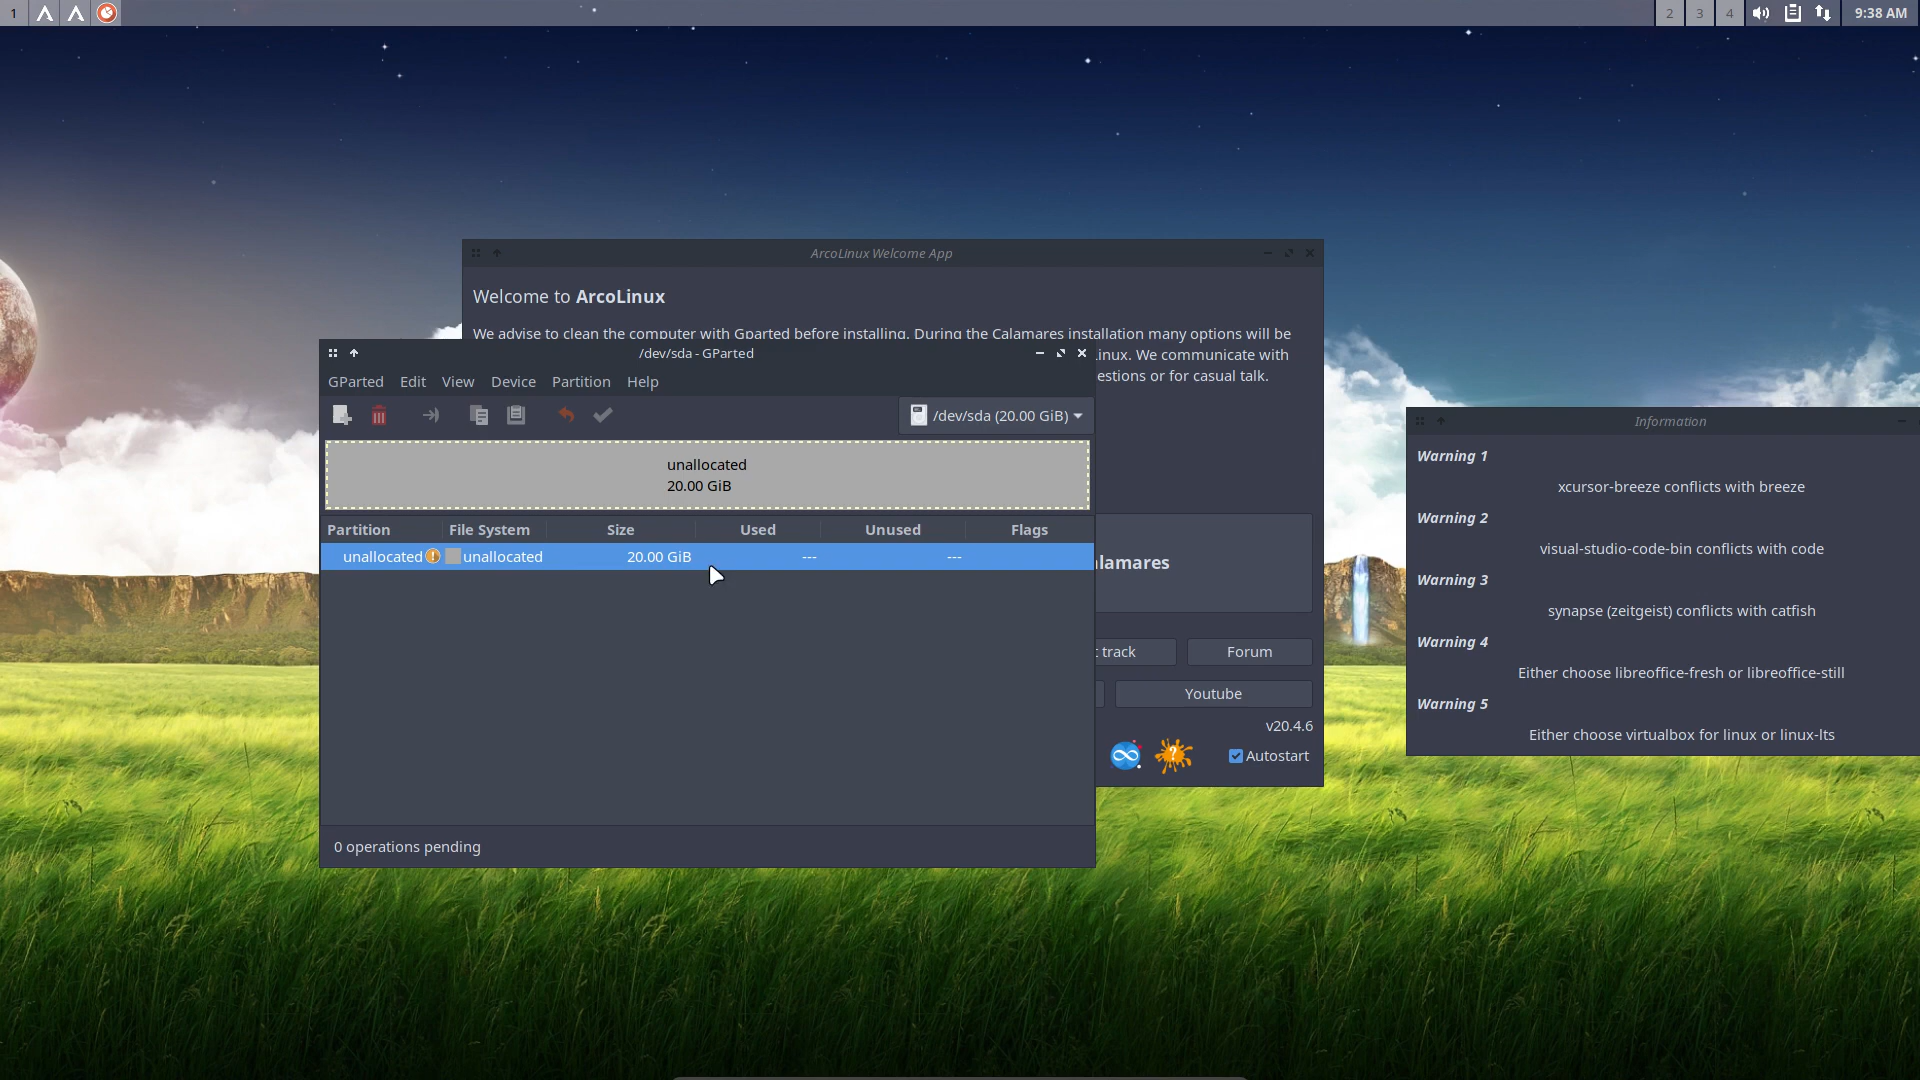 1
2 3 4 9:38 AM
ArcoLinux Welcome App
Welcome to ArcoLinux
We advise to clean the computer with Gparted before installing. During the Calamares installation many options will be
Linux. We communicate with
estions or for casual talk.
/dev/sda - GParted
GParted Edit View Device Partition Help
/dev/sda (20.00 GiB)
unallocated
20.00 GiB
Partition File System Size Used Unused Flags
unallocated unallocated 20.00 GiB --- ---
0 operations pending
lamares
t track Forum
Youtube
v20.4.6
Autostart
Information
Warning 1
xcursor-breeze conflicts with breeze
Warning 2
visual-studio-code-bin conflicts with code
Warning 3
synapse (zeitgeist) conflicts with catfish
Warning 4
Either choose libreoffice-fresh or libreoffice-still
Warning 5
Either choose virtualbox for linux or linux-lts